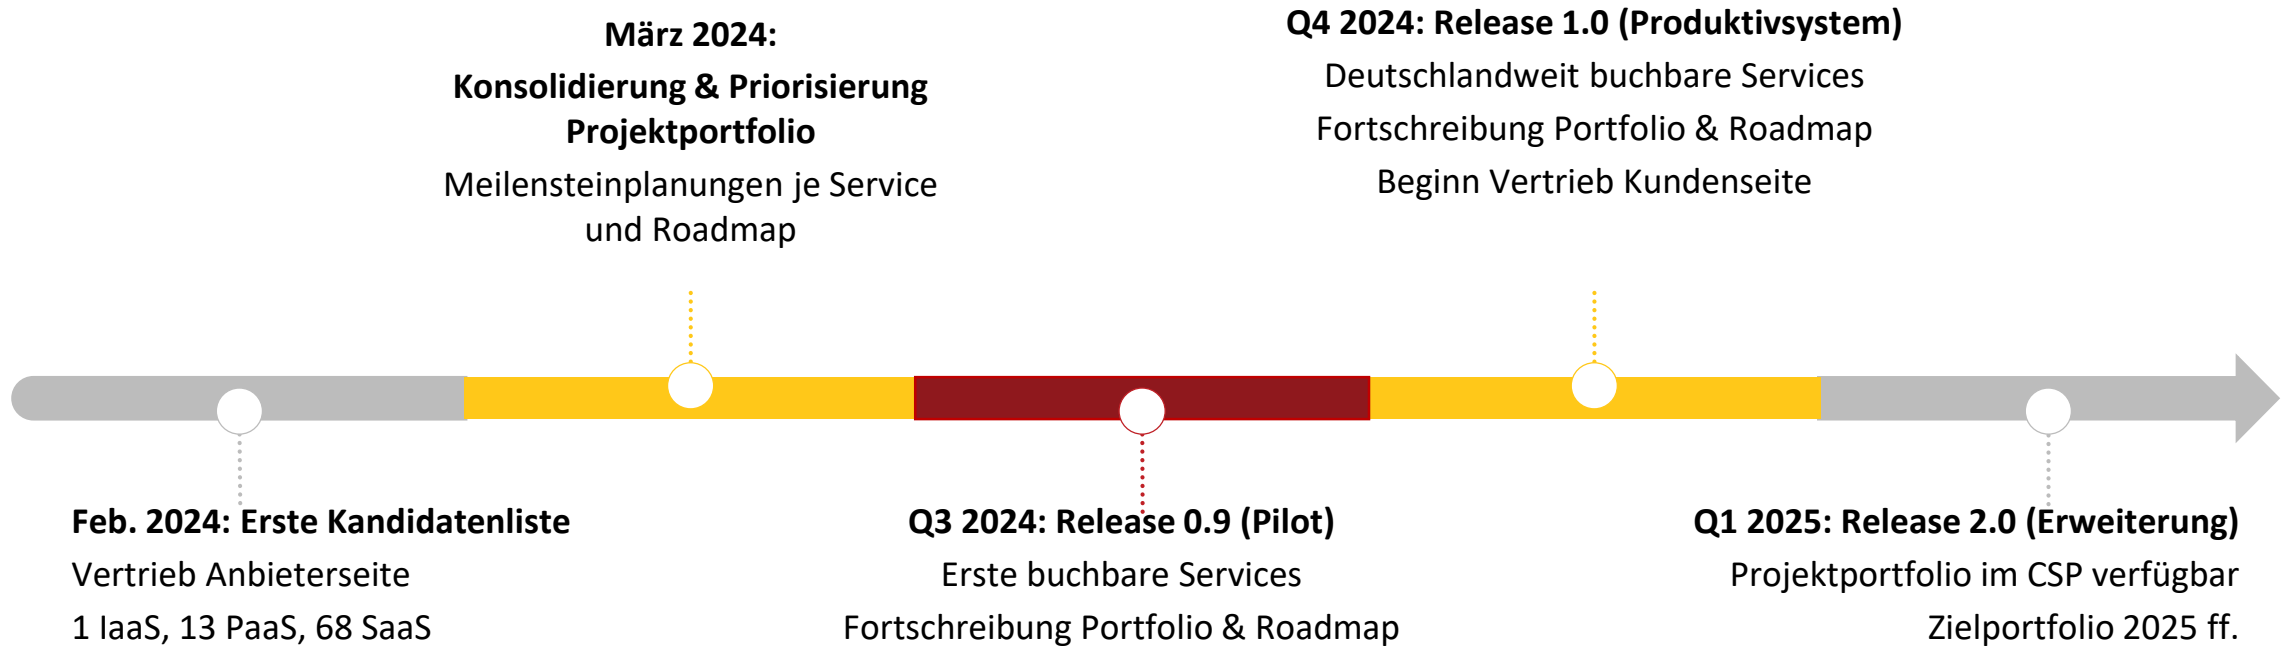 März 2024:
Konsolidierung & Priorisierung
Projektportfolio
Meilensteinplanungen je Service
und Roadmap
Q4 2024: Release 1.0 (Produktivsystem)
Deutschlandweit buchbare Services
Fortschreibung Portfolio & Roadmap
Beginn Vertrieb Kundenseite
Feb. 2024: Erste Kandidatenliste
Vertrieb Anbieterseite
1 IaaS, 13 PaaS, 68 SaaS
Q3 2024: Release 0.9 (Pilot)
Erste buchbare Services
Fortschreibung Portfolio & Roadmap
Q1 2025: Release 2.0 (Erweiterung)
Projektportfolio im CSP verfügbar
Zielportfolio 2025 ff.